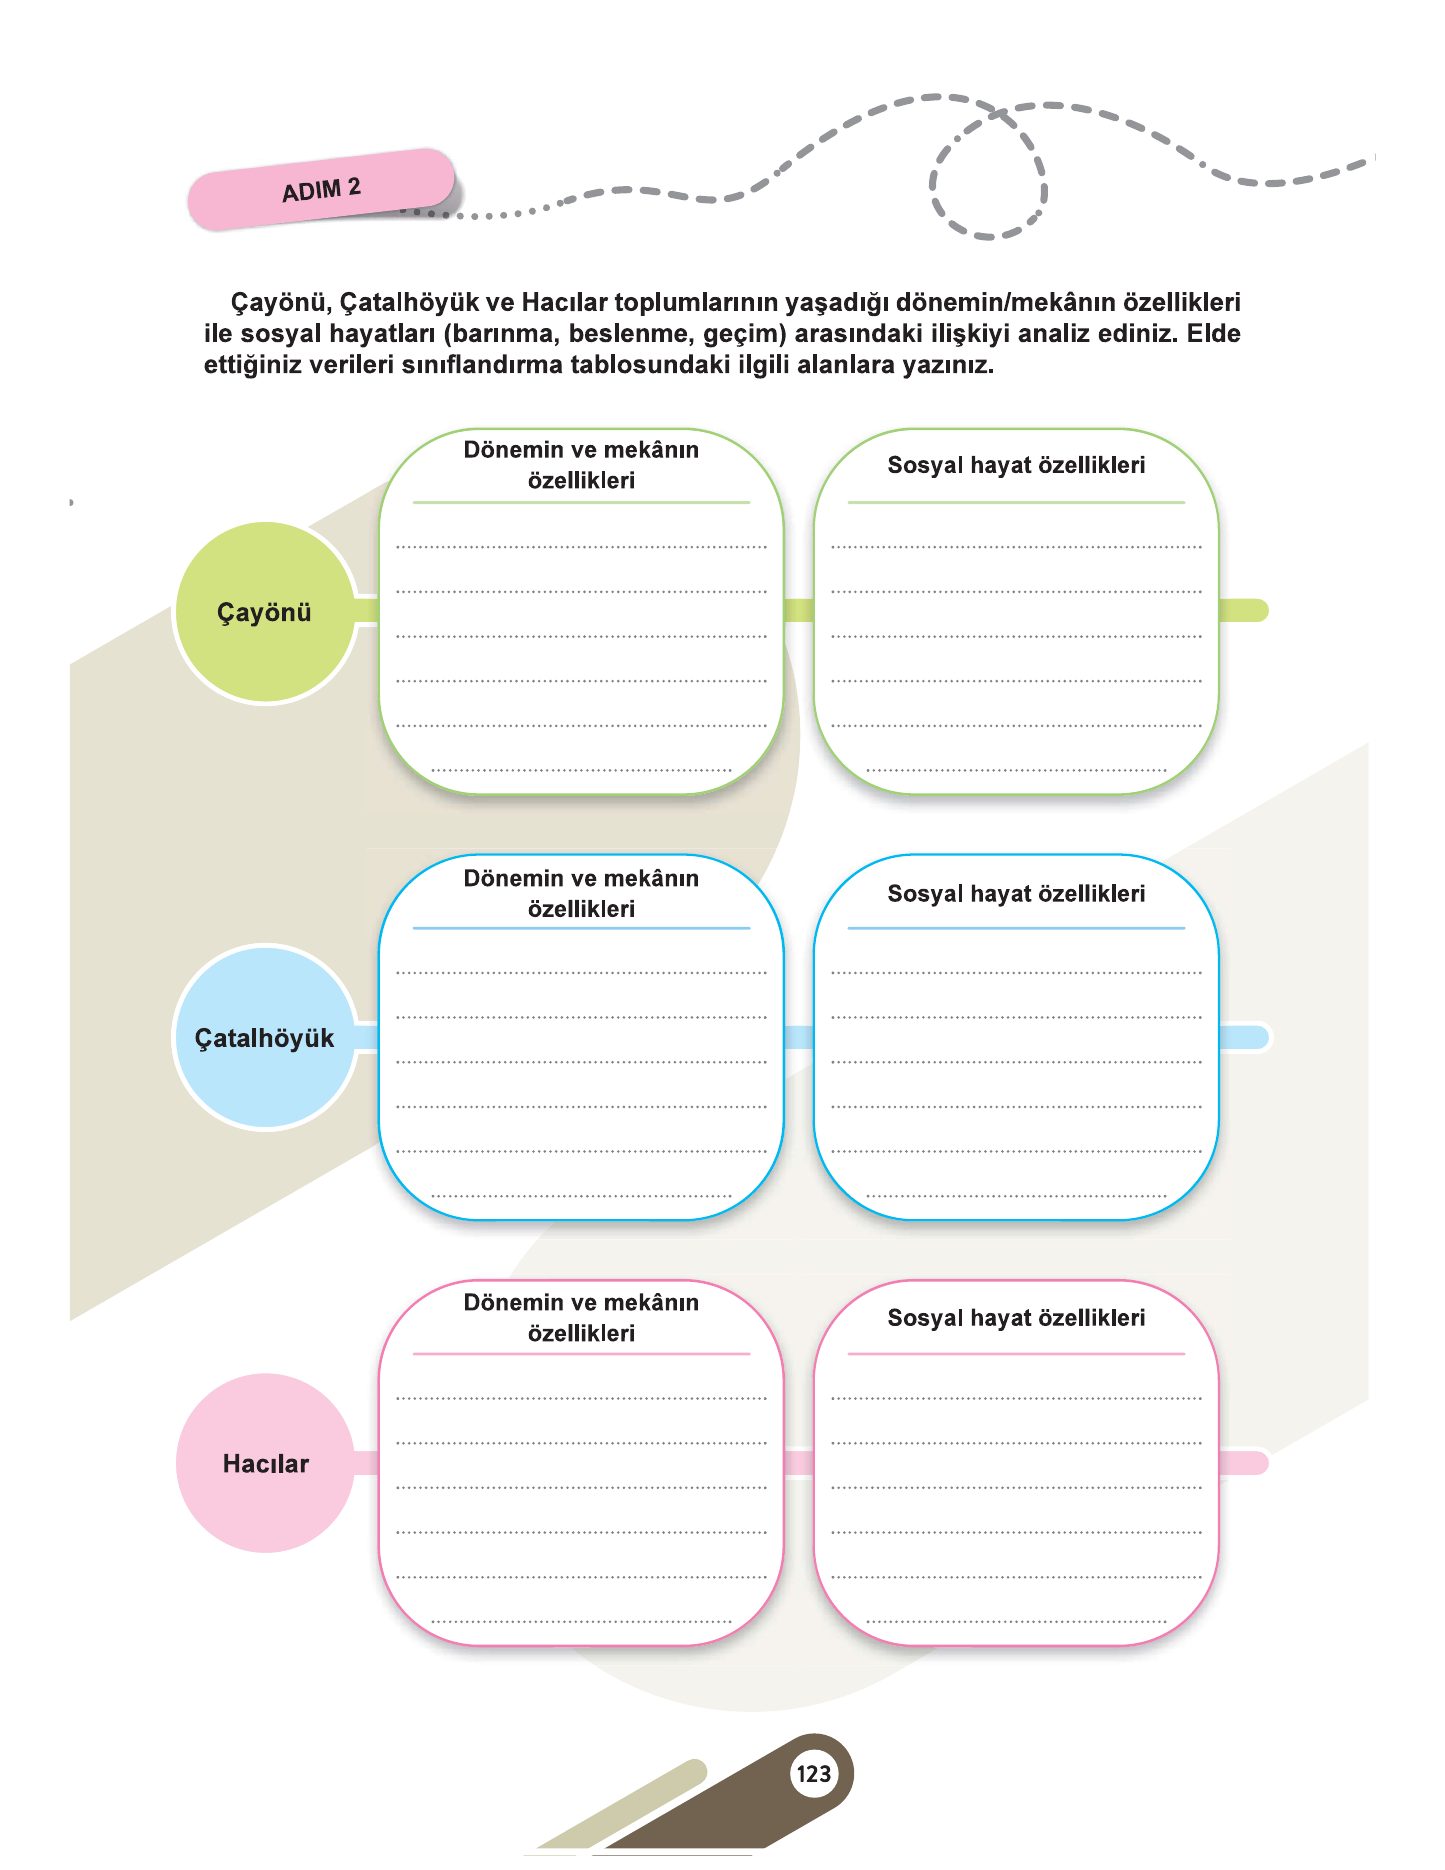 ADIM 2
Çayönü, Çatalhöyük ve Hacılar toplumlarının yaşadığı dönemin/mekânın özellikleri
ile sosyal hayatları (barınma, beslenme, geçim) arasındaki ilişkiyi analiz ediniz. Elde
ettiğiniz verileri sınıflandırma tablosundaki ilgili alanlara yazınız.
Çayönü
Dönemin ve mekânın
özellikleri
Sosyal hayat özellikleri
Çatalhöyük
Dönemin ve mekânın
özellikleri
Sosyal hayat özellikleri
Hacılar
Dönemin ve mekânın
özellikleri
Sosyal hayat özellikleri
123